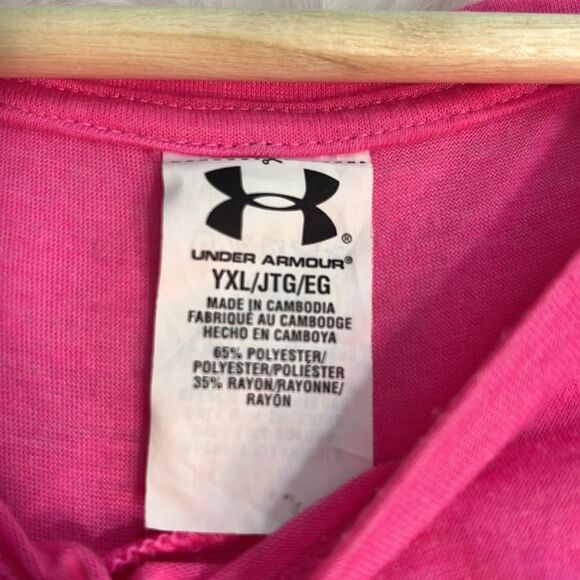 UNDER ARMOUR®
YXL/JTG/EG
MADE IN CAMBODIA
FABRIQUÉ AU CAMBODGE
HECHO EN CAMBOYA
65% POLYESTER/
POLYESTER/POLIÉSTER
35% RAYON/RAYONNE/
RAYÓN